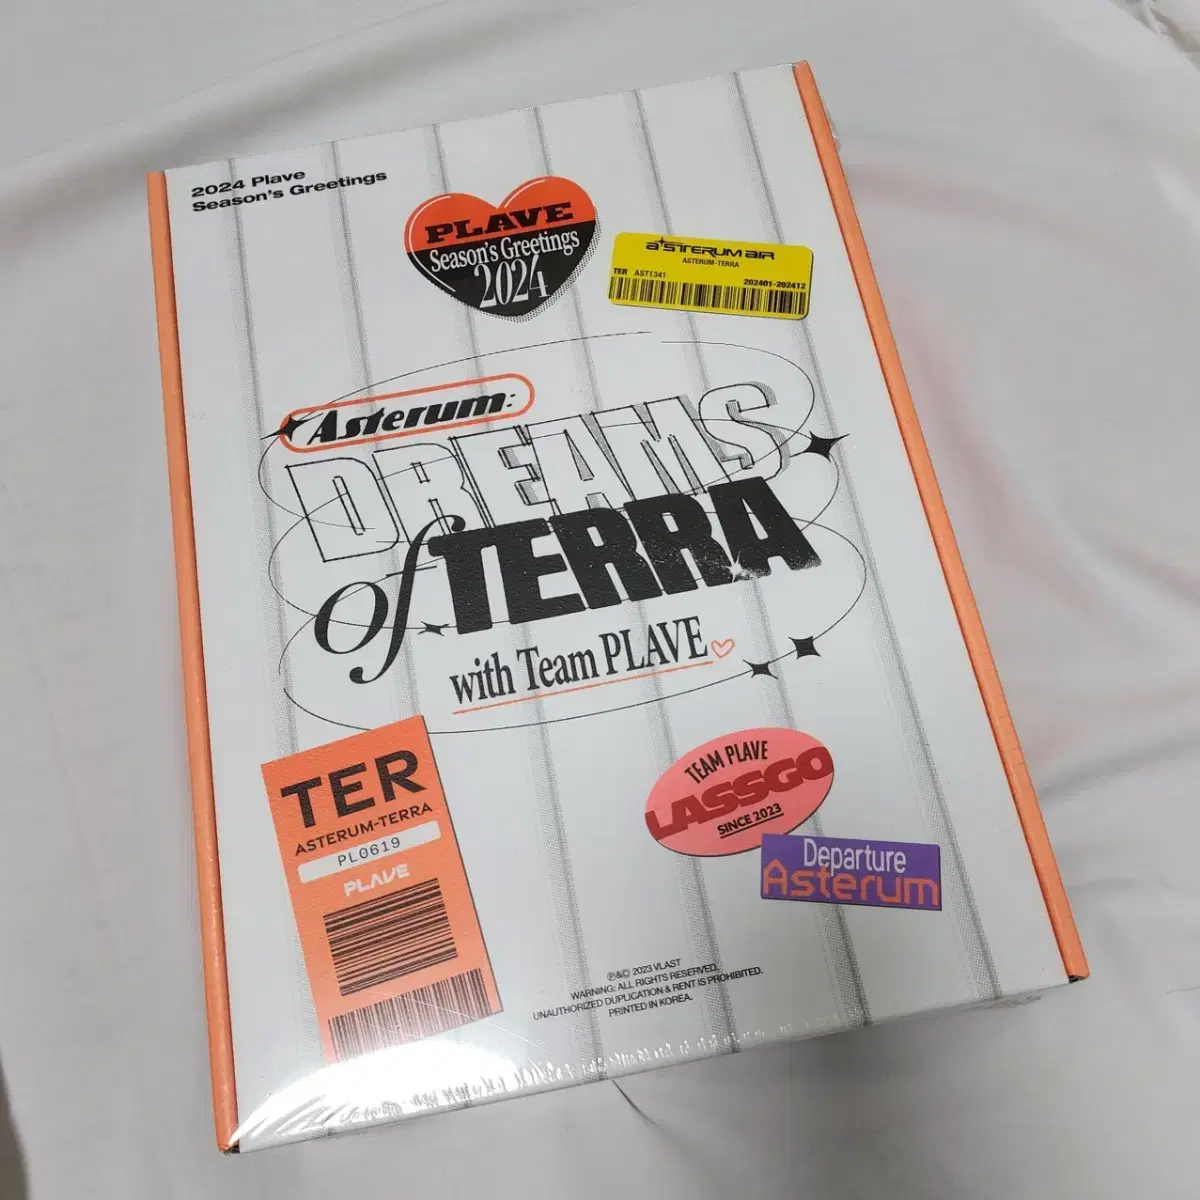 2024 Plave
Season's Greetings
PLAVE
Season's Greetings
2024
asterum air
ASTERUM-TERRA
TER AST1341
202401-202412
Asterum:
DREAMS
of TERRA
with Team PLAVE
TER
ASTERUM-TERRA
PL0619
PLAVE
TEAM PLAVE
LASSGO
SINCE 2023
Departure
Asterum
℗&© 2023 VLAST
WARNING: ALL RIGHTS RESERVED.
UNAUTHORIZED DUPLICATION & RENT IS PROHIBITED.
PRINTED IN KOREA.